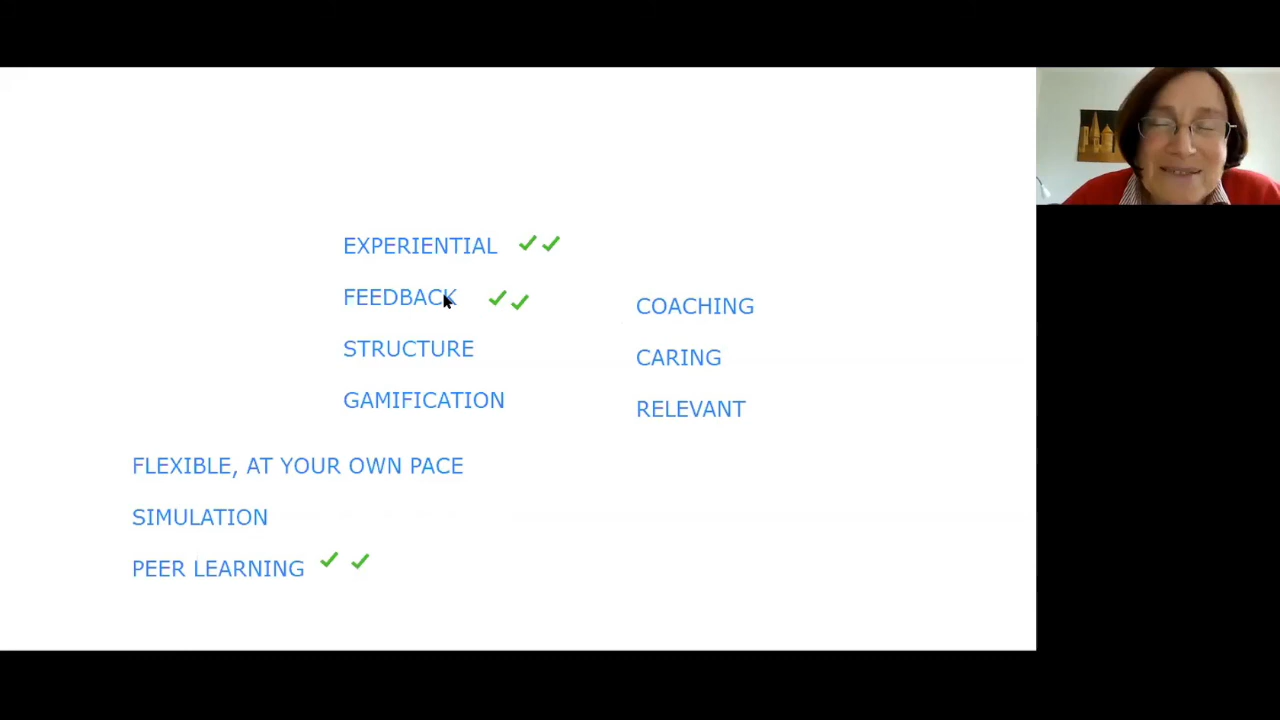 EXPERIENTIAL
FEEDBACK
STRUCTURE
GAMIFICATION
COACHING
CARING
RELEVANT
FLEXIBLE, AT YOUR OWN PACE
SIMULATION
PEER LEARNING